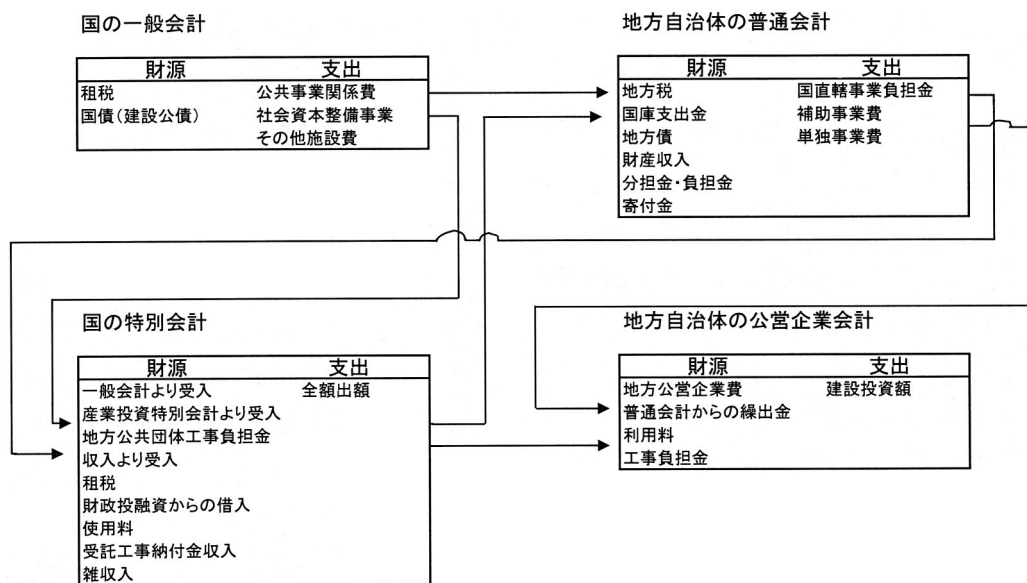 国の一般会計
財源 支出
租税 公共事業関係費
国債(建設公債) 社会資本整備事業
その他施設費
地方自治体の普通会計
財源 支出
地方税 国直轄事業負担金
国庫支出金 補助事業費
地方債 単独事業費
財産収入
分担金・負担金
寄付金
国の特別会計
財源 支出
一般会計より受入 全額出額
産業投資特別会計より受入
地方公共団体工事負担金
収入より受入
租税
財政投融資からの借入
使用料
受託工事納付金収入
雑収入
地方自治体の公営企業会計
財源 支出
地方公営企業費 建設投資額
普通会計からの繰出金
利用料
工事負担金